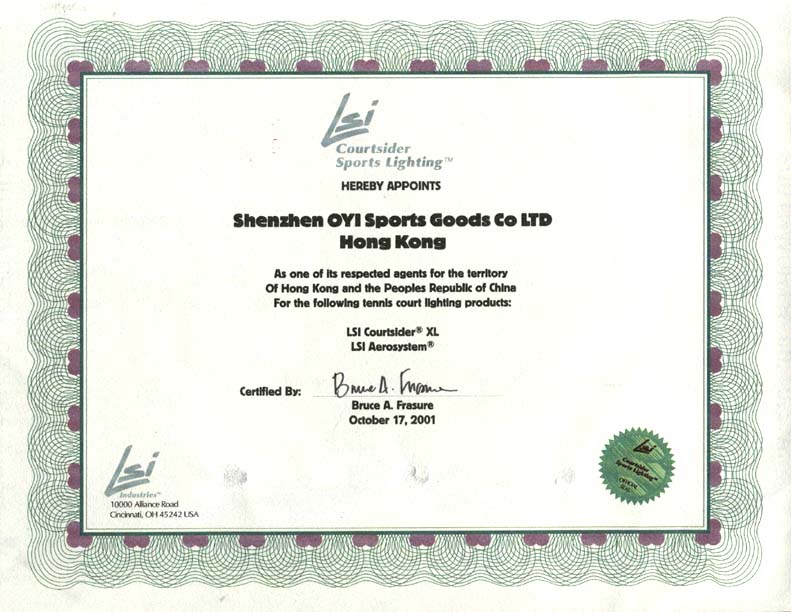 LSi
Courtsider
Sports Lighting™
HEREBY APPOINTS
Shenzhen OYI Sports Goods Co LTD
Hong Kong
As one of its respected agents for the territory
Of Hong Kong and the Peoples Republic of China
For the following tennis court lighting products:
LSI Courtsider® XL
LSI Aerosystem®
Certified By: Bruce A. Frasure
Bruce A. Frasure
October 17, 2001
LSi
Industries™
10000 Alliance Road
Cincinnati, OH 45242 USA
LSi
Courtsider
Sports Lighting™
OFFICIAL
SEAL